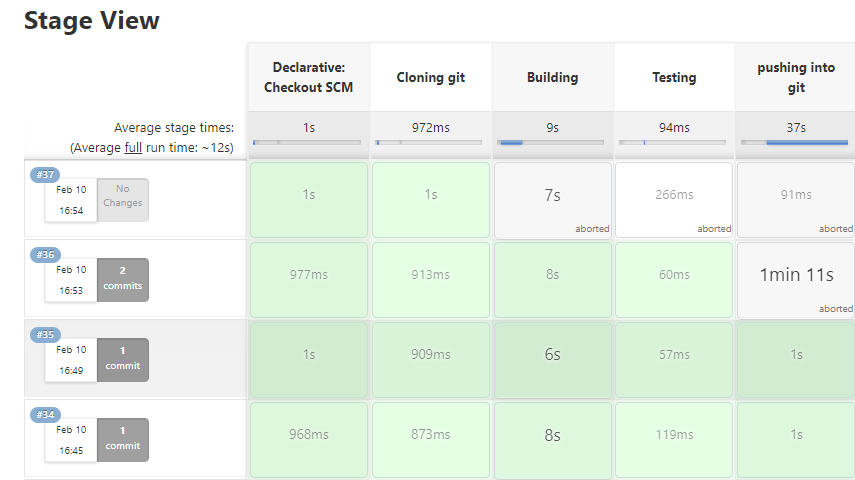 Stage View
Declarative:
Checkout SCM
Cloning git
Building
Testing
pushing into
git
Average stage times:
(Average full run time: ~12s)
1s
972ms
9s
94ms
37s
#37
Feb 10
16:54
No
Changes
1s
1s
7s
aborted
266ms
aborted
91ms
aborted
#36
Feb 10
16:53
2
commits
977ms
913ms
8s
60ms
1min 11s
aborted
#35
Feb 10
16:49
1
commit
1s
909ms
6s
57ms
1s
#34
Feb 10
16:45
1
commit
968ms
873ms
8s
119ms
1s